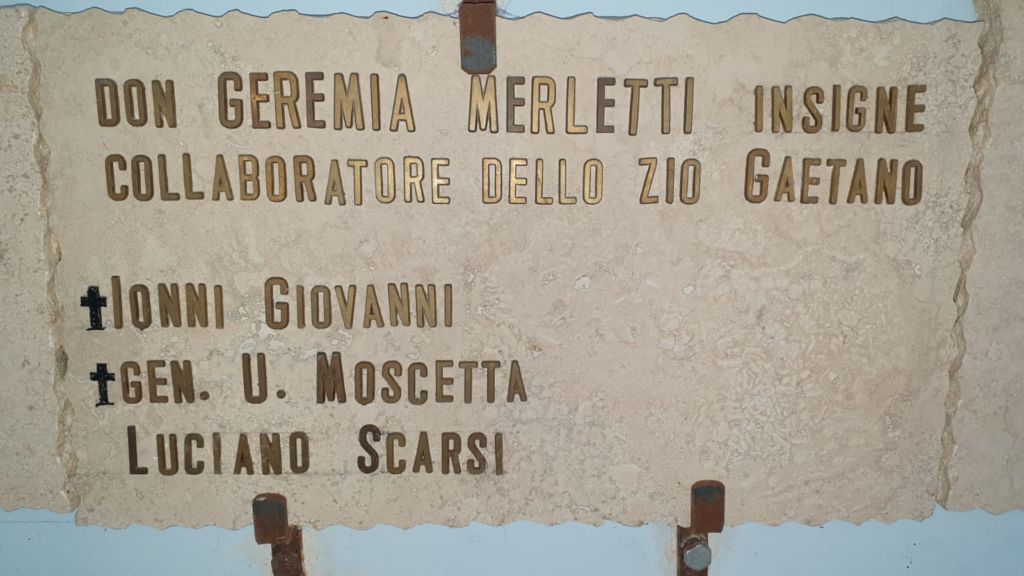 DON GEREMIA MERLETTI INSIGNE
COLLABORATORE DELLO ZIO GAETANO
✝IONNI GIOVANNI
✝GEN. U. MOSCETTA
LUCIANO SCARSI